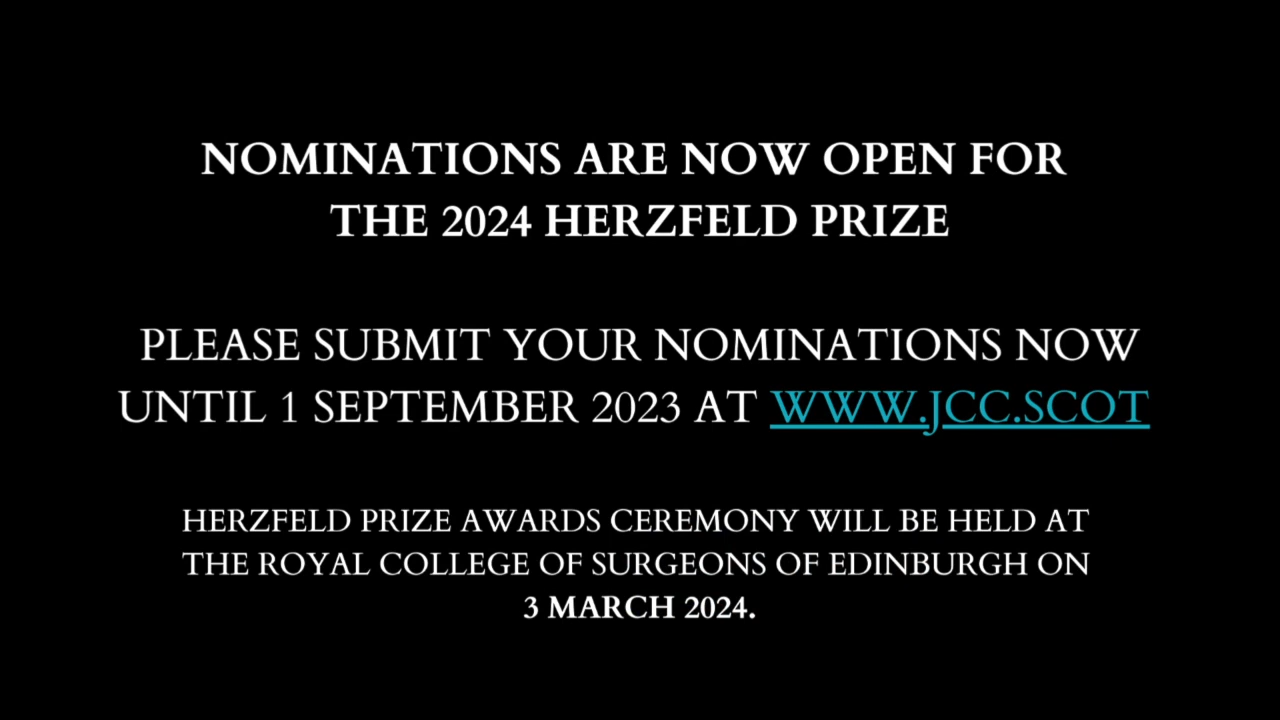 NOMINATIONS ARE NOW OPEN FOR
THE 2024 HERZFELD PRIZE
PLEASE SUBMIT YOUR NOMINATIONS NOW
UNTIL 1 SEPTEMBER 2023 AT WWW.JCC.SCOT
HERZFELD PRIZE AWARDS CEREMONY WILL BE HELD AT
THE ROYAL COLLEGE OF SURGEONS OF EDINBURGH ON
3 MARCH 2024.